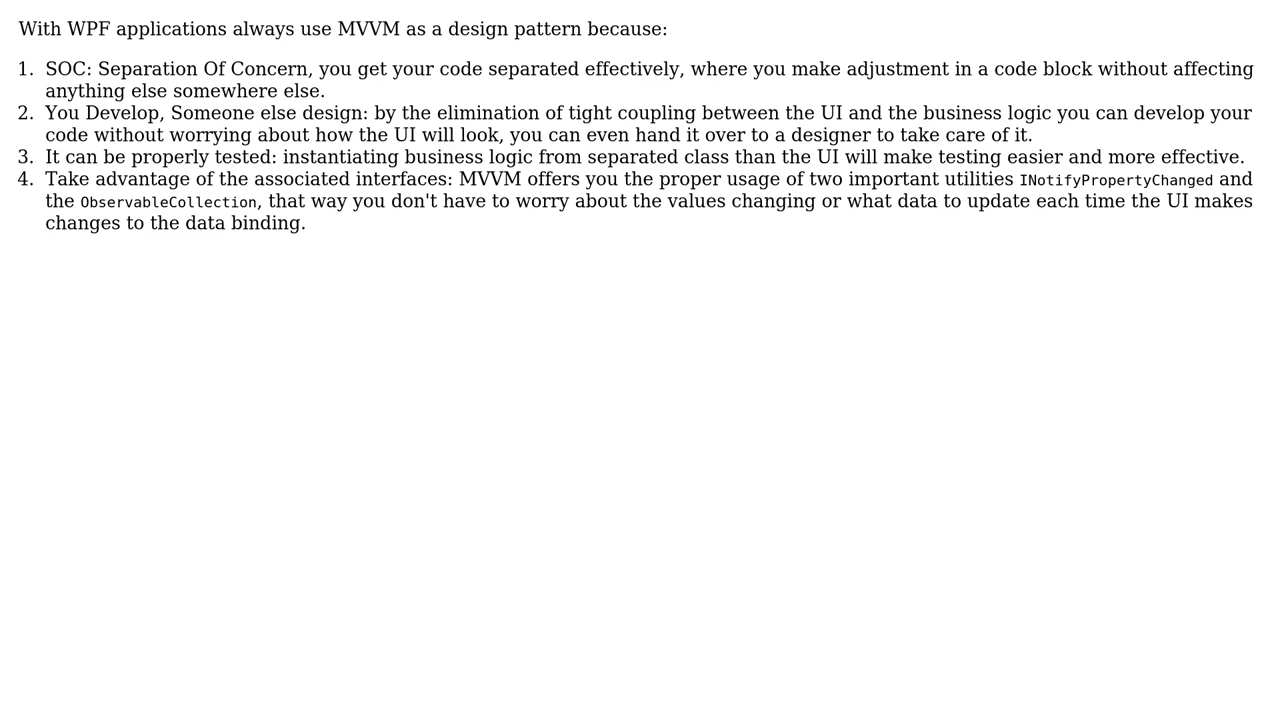 With WPF applications always use MVVM as a design pattern because:
1. SOC: Separation Of Concern, you get your code separated effectively, where you make adjustment in a code block without affecting
anything else somewhere else.
2. You Develop, Someone else design: by the elimination of tight coupling between the UI and the business logic you can develop your
code without worrying about how the UI will look, you can even hand it over to a designer to take care of it.
3. It can be properly tested: instantiating business logic from separated class than the UI will make testing easier and more effective.
4. Take advantage of the associated interfaces: MVVM offers you the proper usage of two important utilities INotifyPropertyChanged and
the ObservableCollection, that way you don't have to worry about the values changing or what data to update each time the UI makes
changes to the data binding.